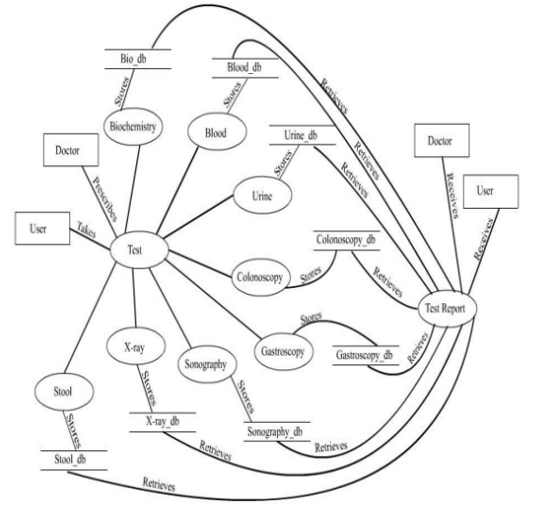 Bio_db
Stores
Biochemistry
Blood_db
Stores
Blood
Retrieves
Retrieves
Urine_db
Stores
Urine
Retrieves
Doctor
Prescribes
User
Takes
Test
Doctor
Receives
User
Receives
Colonoscopy_db
Stores
Colonoscopy
Retrieves
Test Report
Stores
Gastroscopy
Gastroscopy_db
Retrieves
X-ray
Stores
X-ray_db
Retrieves
Sonography
Stores
Sonography_db
Retrieves
Stool
Stores
Stool_db
Retrieves